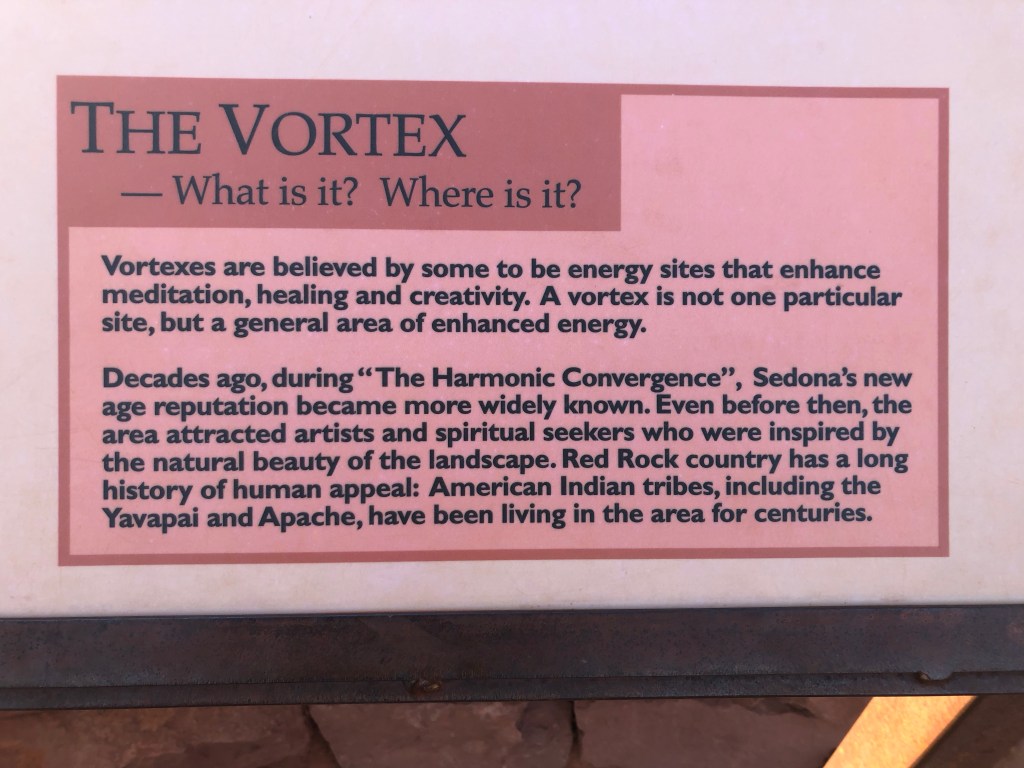 THE VORTEX
— What is it? Where is it?
Vortexes are believed by some to be energy sites that enhance
meditation, healing and creativity. A vortex is not one particular
site, but a general area of enhanced energy.
Decades ago, during “The Harmonic Convergence”, Sedona’s new
age reputation became more widely known. Even before then, the
area attracted artists and spiritual seekers who were inspired by
the natural beauty of the landscape. Red Rock country has a long
history of human appeal: American Indian tribes, including the
Yavapai and Apache, have been living in the area for centuries.